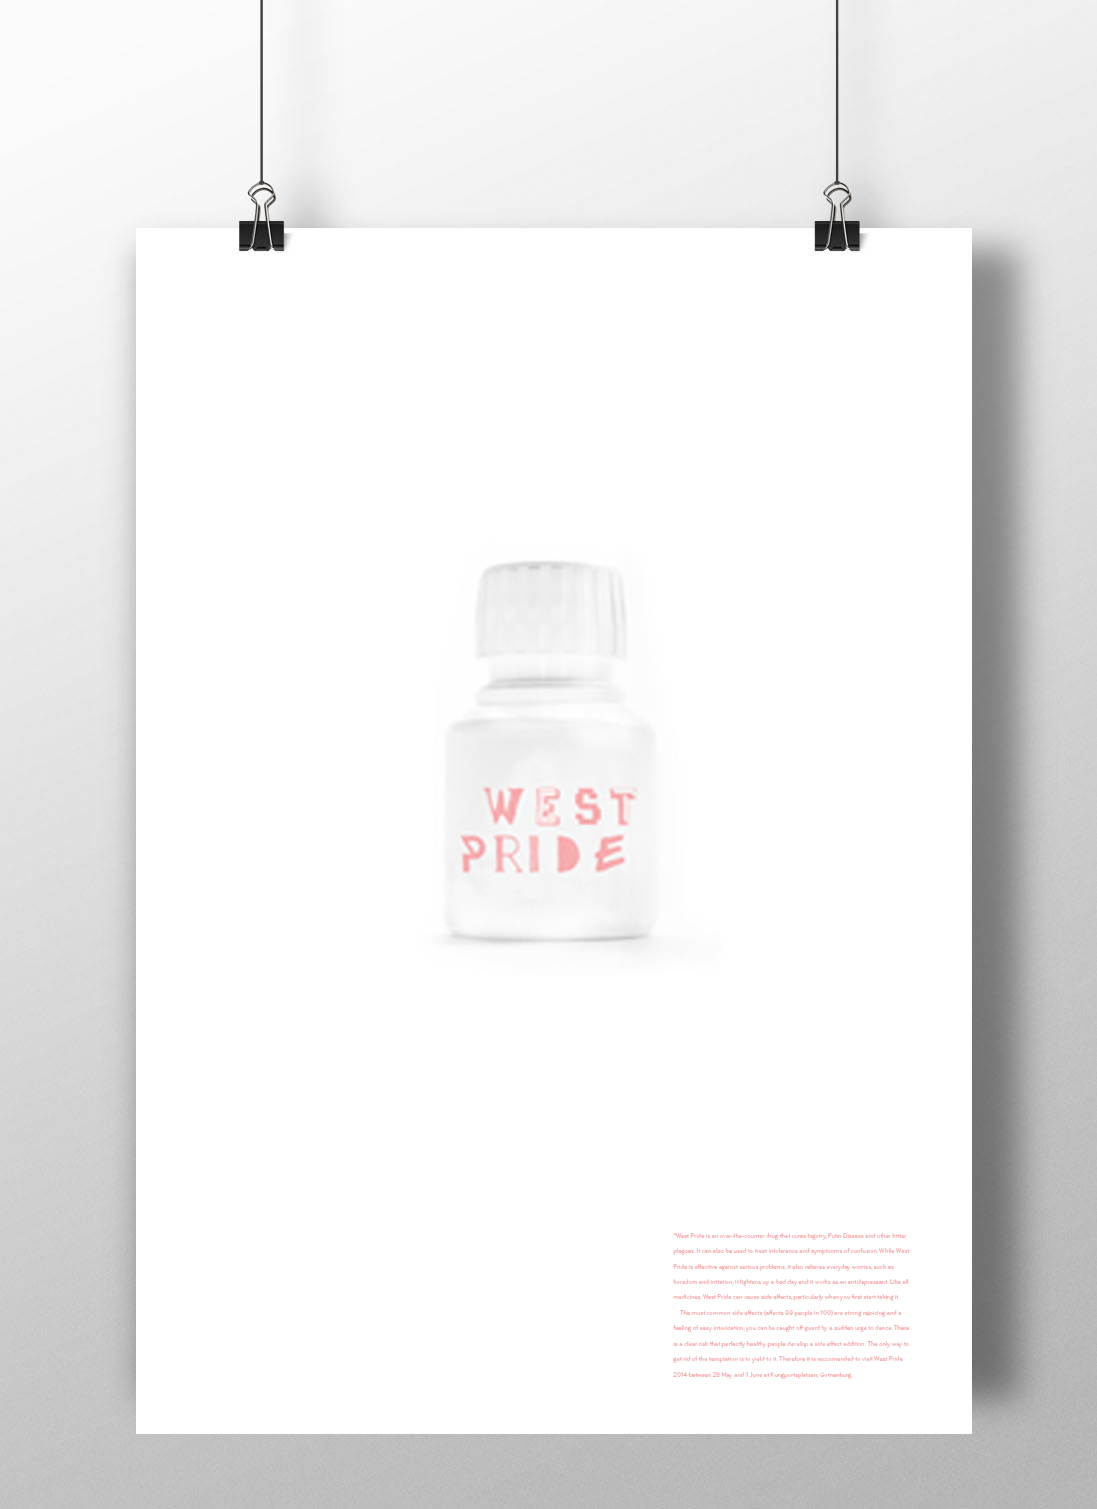 WEST
PRIDE
"West Pride is an over-the-counter drug that cures bigotry, Putin Disease and other bitter
plagues. It can also be used to treat intolerance and symptoms of confusion. While West
Pride is effective against serious problems, it also relieves everyday worries, such as
boredom and irritation; it lightens up a bad day and it works as an antidepressant. Like all
medicines, West Pride can cause side effects, particularly when you first start taking it.
The most common side effects (affects 99 people in 100) are strong rejoicing and a
feeling of easy intoxication, you can be caught off guard by a sudden urge to dance. There
is a clear risk that perfectly healthy people develop a side effect addition. The only way to
get rid of the temptation is to yield to it. Therefore it is reccomended to visit West Pride
2014 between 28 May and 1 June at Kungsportsplatsen, Gothenburg.